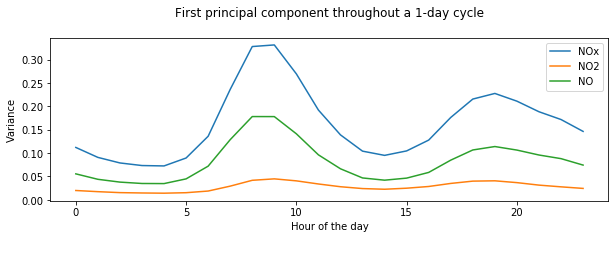 First principal component throughout a 1-day cycle
NOx
NO2
NO
0.30
0.25
0.20
0.15
0.10
0.05
0.00
Variance
0 5 10 15 20
Hour of the day